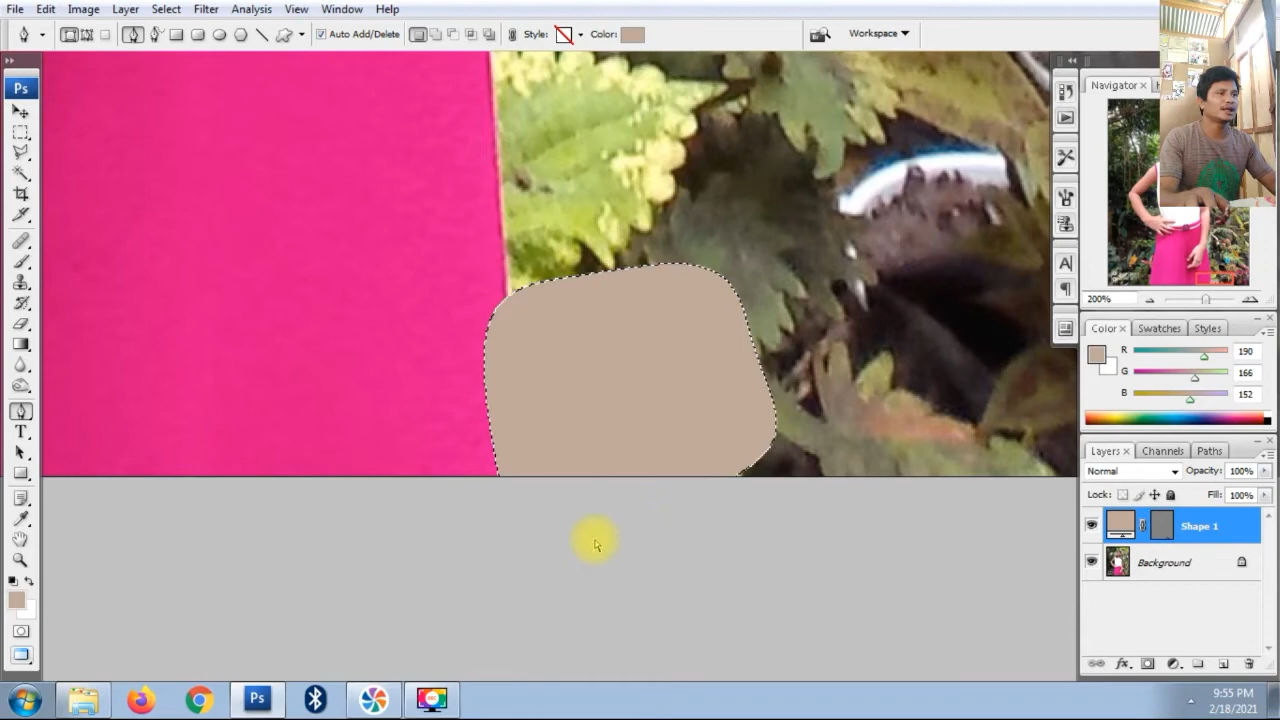 File Edit Image Layer Select Filter Analysis View Window Help
Auto Add/Delete Style: Color: Workspace
Ps
Navigator
200%
Color Swatches Styles
R 190
G 166
B 152
Layers Channels Paths
Normal Opacity: 100%
Lock: Fill: 100%
Shape 1
Background
T
A
fx
Ps
9:55 PM
2/18/2021